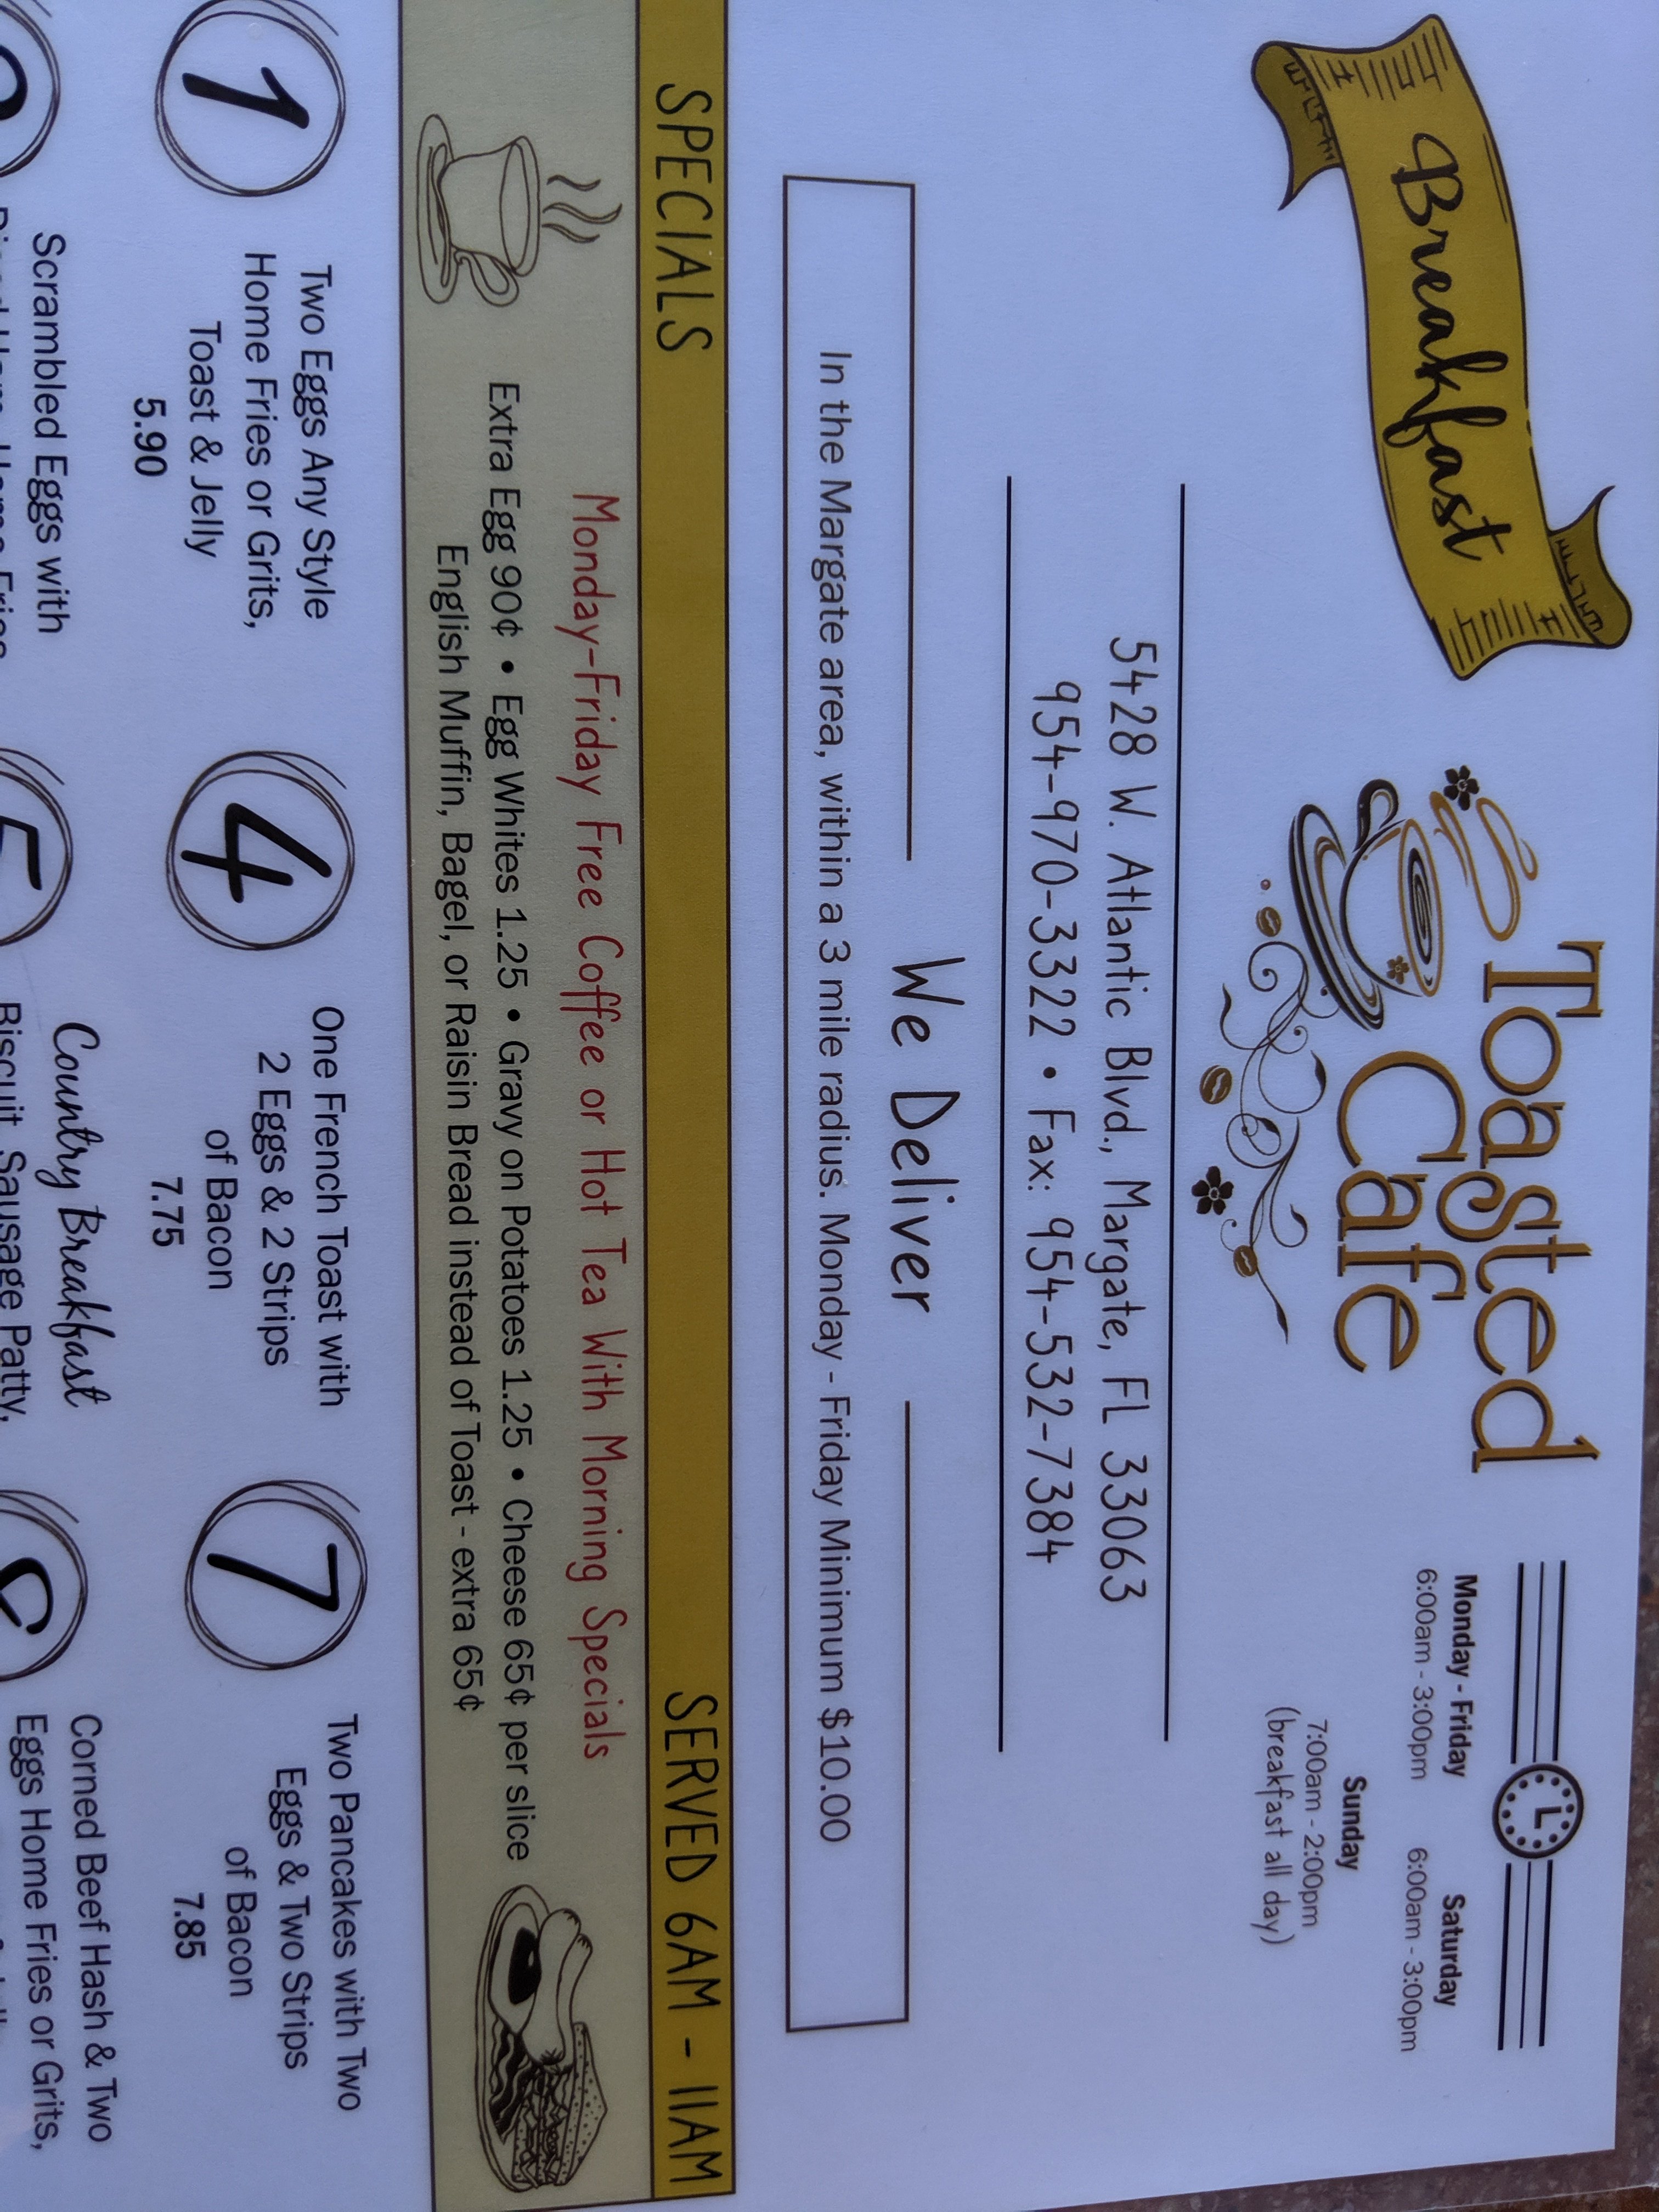 Breakfast
Toasted
Cafe
Monday - Friday
6:00am - 3:00pm
Saturday
6:00am - 3:00pm
Sunday
7:00am - 2:00pm
(breakfast all day)
5428 W. Atlantic Blvd., Margate, FL 33063
954-970-3322 • Fax: 954-532-7384
We Deliver
In the Margate area, within a 3 mile radius. Monday - Friday Minimum $10.00
SPECIALS
SERVED 6AM - 11AM
Monday-Friday Free Coffee or Hot Tea With Morning Specials
Extra Egg 90¢ • Egg Whites 1.25 • Gravy on Potatoes 1.25 • Cheese 65¢ per slice
English Muffin, Bagel, or Raisin Bread instead of Toast - extra 65¢
1
Two Eggs Any Style
Home Fries or Grits,
Toast & Jelly
5.90
4
One French Toast with
2 Eggs & 2 Strips
of Bacon
7.75
7
Two Pancakes with Two
Eggs & Two Strips
of Bacon
7.85
Scrambled Eggs with
5
Country Breakfast
Biscuit, Sausage Patty,
8
Corned Beef Hash & Two
Eggs Home Fries or Grits,